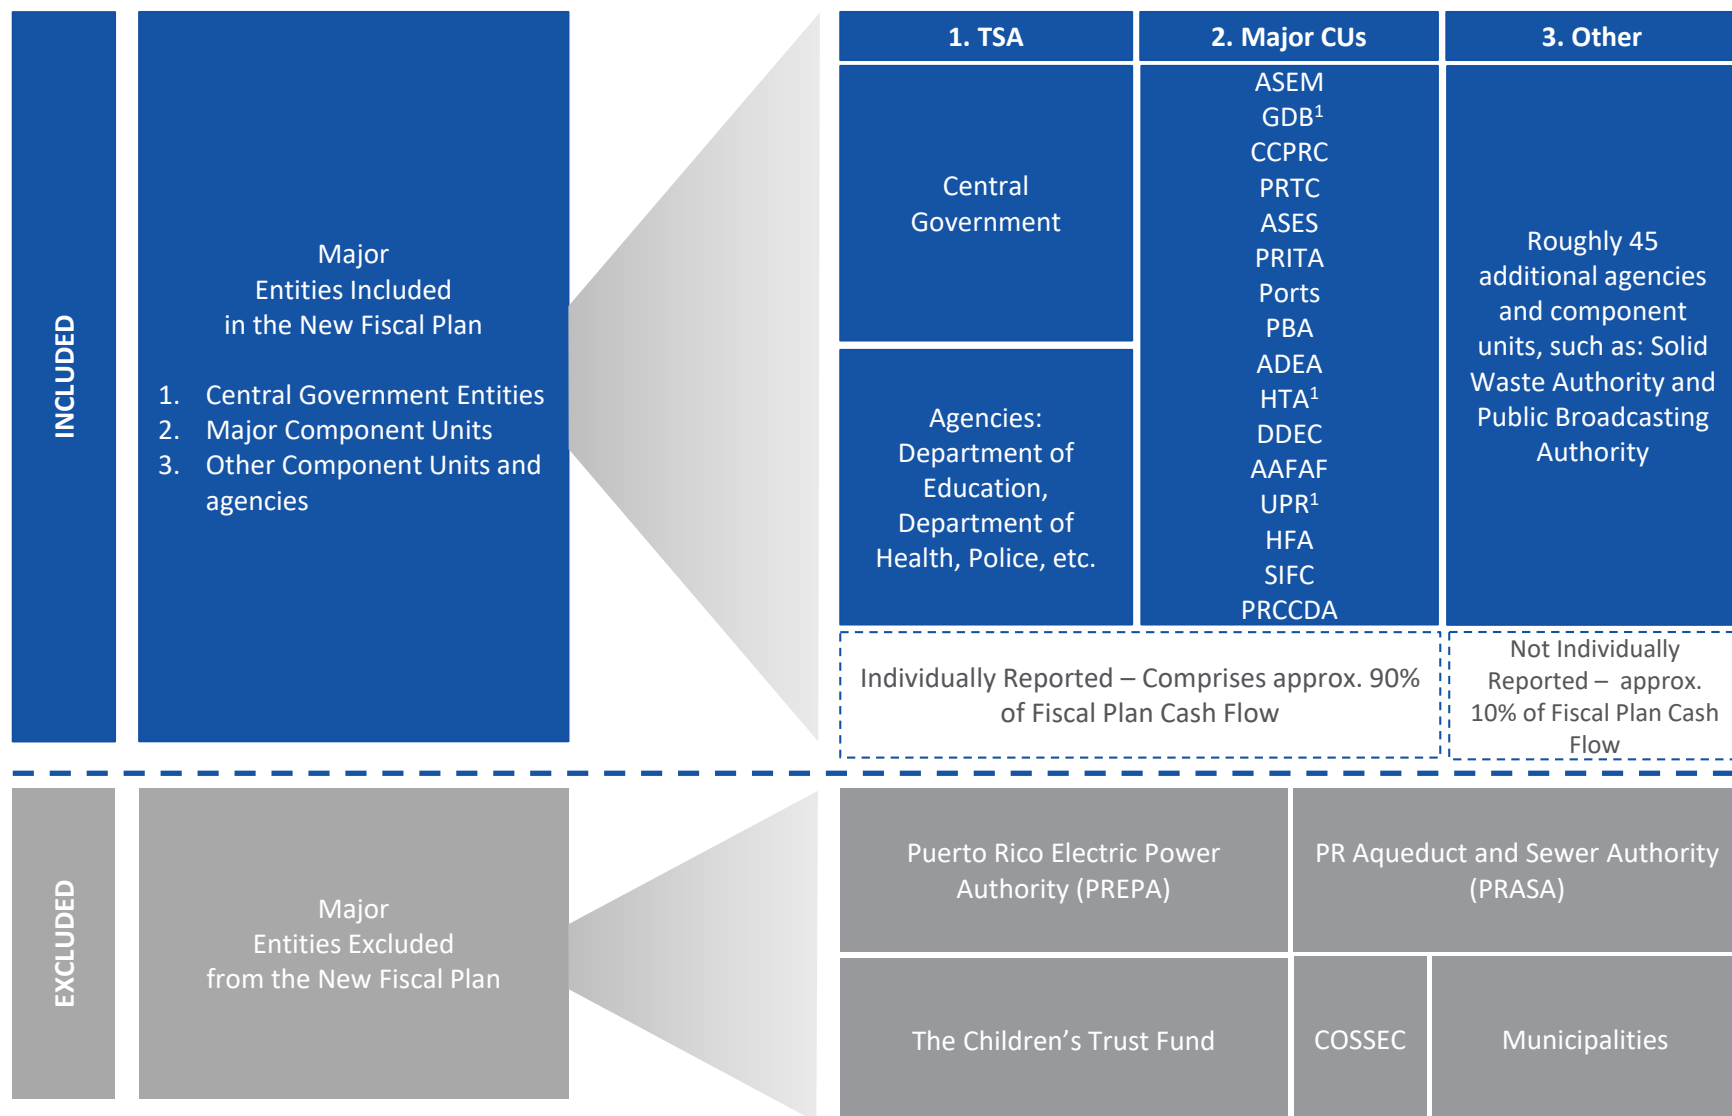 INCLUDED
Major
Entities Included
in the New Fiscal Plan
1. Central Government Entities
2. Major Component Units
3. Other Component Units and
agencies
1. TSA
2. Major CUs
3. Other
Central
Government
Agencies:
Department of
Education,
Department of
Health, Police, etc.
ASEM
GDB¹
CCPRC
PRTC
ASES
PRITA
Ports
PBA
ADEA
HTA¹
DDEC
AAFAF
UPR¹
HFA
SIFC
PRCCDA
Roughly 45
additional agencies
and component
units, such as: Solid
Waste Authority and
Public Broadcasting
Authority
Individually Reported – Comprises approx. 90%
of Fiscal Plan Cash Flow
Not Individually
Reported – approx.
10% of Fiscal Plan Cash
Flow
EXCLUDED
Major
Entities Excluded
from the New Fiscal Plan
Puerto Rico Electric Power
Authority (PREPA)
PR Aqueduct and Sewer Authority
(PRASA)
The Children’s Trust Fund
COSSEC
Municipalities